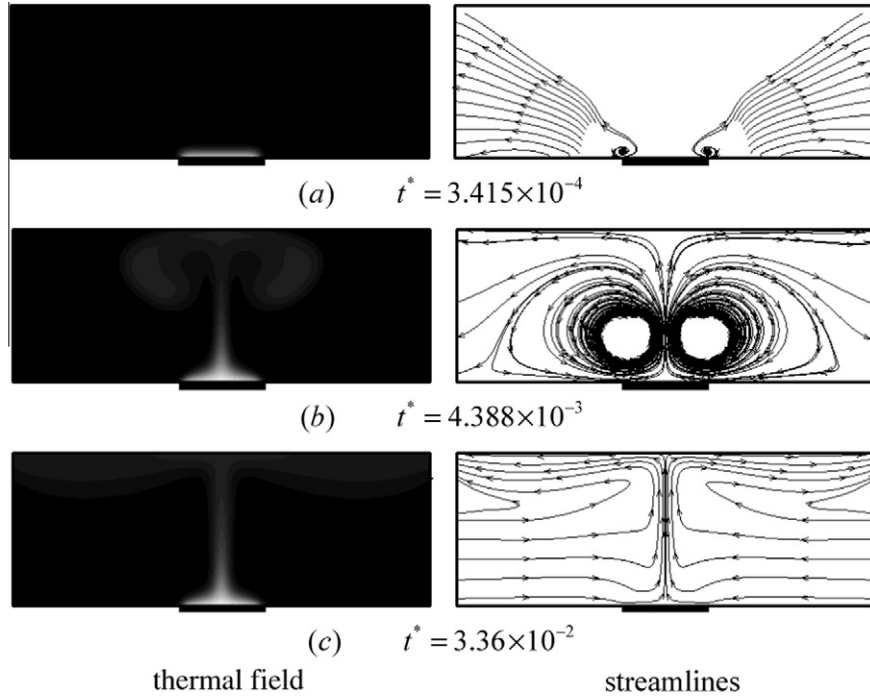 (a) t* = 3.415×10⁻⁴
(b) t* = 4.388×10⁻³
(c) t* = 3.36×10⁻²
thermal field streamlines